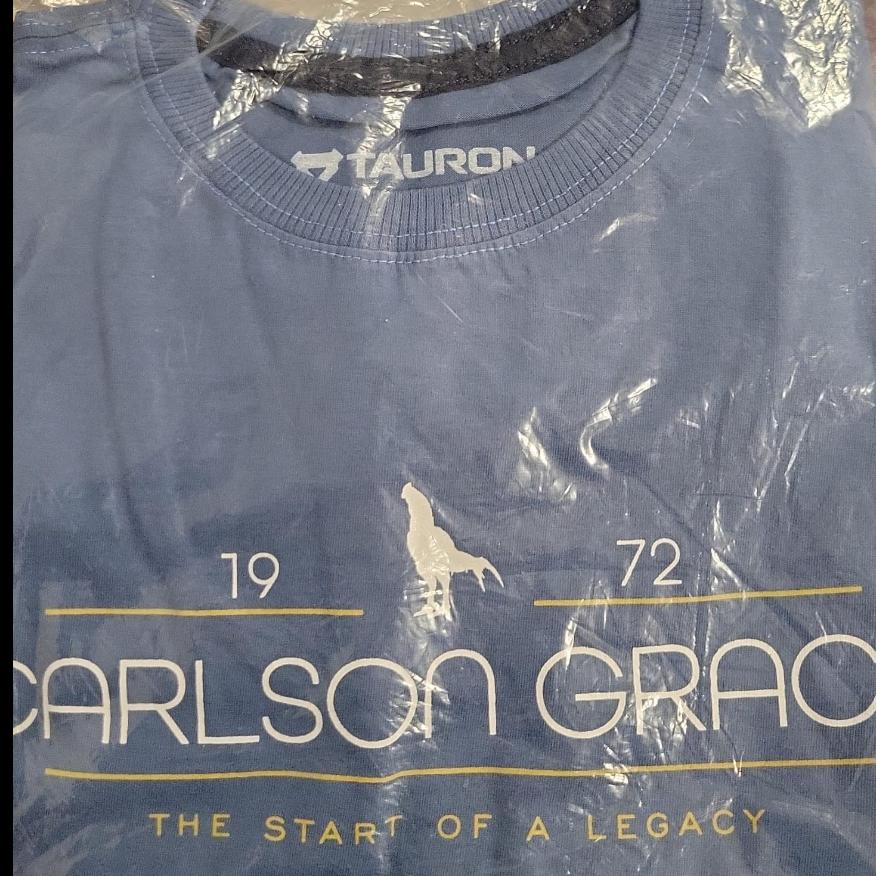 TAURON
19 72
CARLSON GRAC
THE START OF A LEGACY